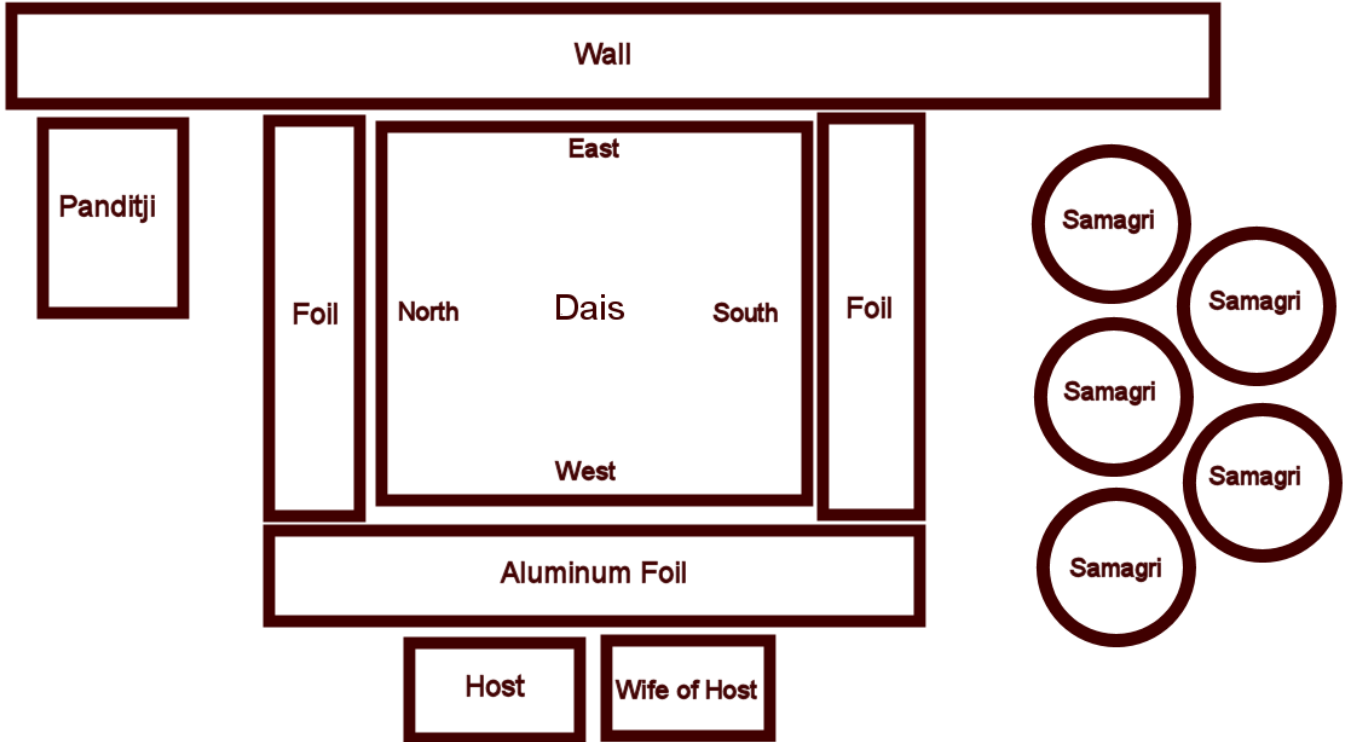 Wall
East
Panditji
Samagri
Samagri
Foil
North
Dais
South
Foil
Samagri
West
Samagri
Aluminum Foil
Samagri
Host
Wife of Host